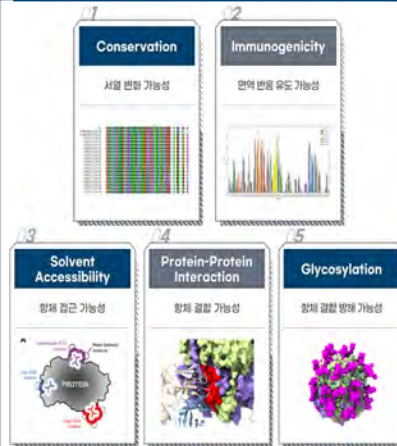 01
Conservation
서열 변화 가능성
02
Immunogenicity
면역 반응 유도 가능성
03
Solvent
Accessibility
항체 접근 가능성
PROTEIN
04
Protein-Protein
Interaction
항체 결합 가능성
05
Glycosylation
항체 결합 방해 가능성